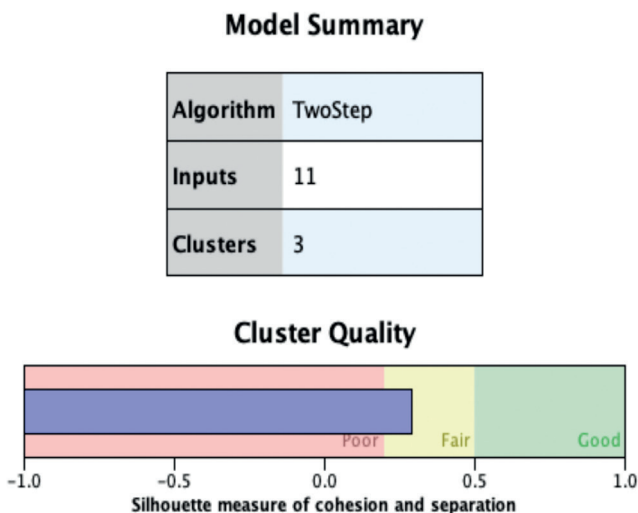 Model Summary
Algorithm TwoStep
Inputs 11
Clusters 3
Cluster Quality
Poor Fair Good
-1.0 -0.5 0.0 0.5 1.0
Silhouette measure of cohesion and separation